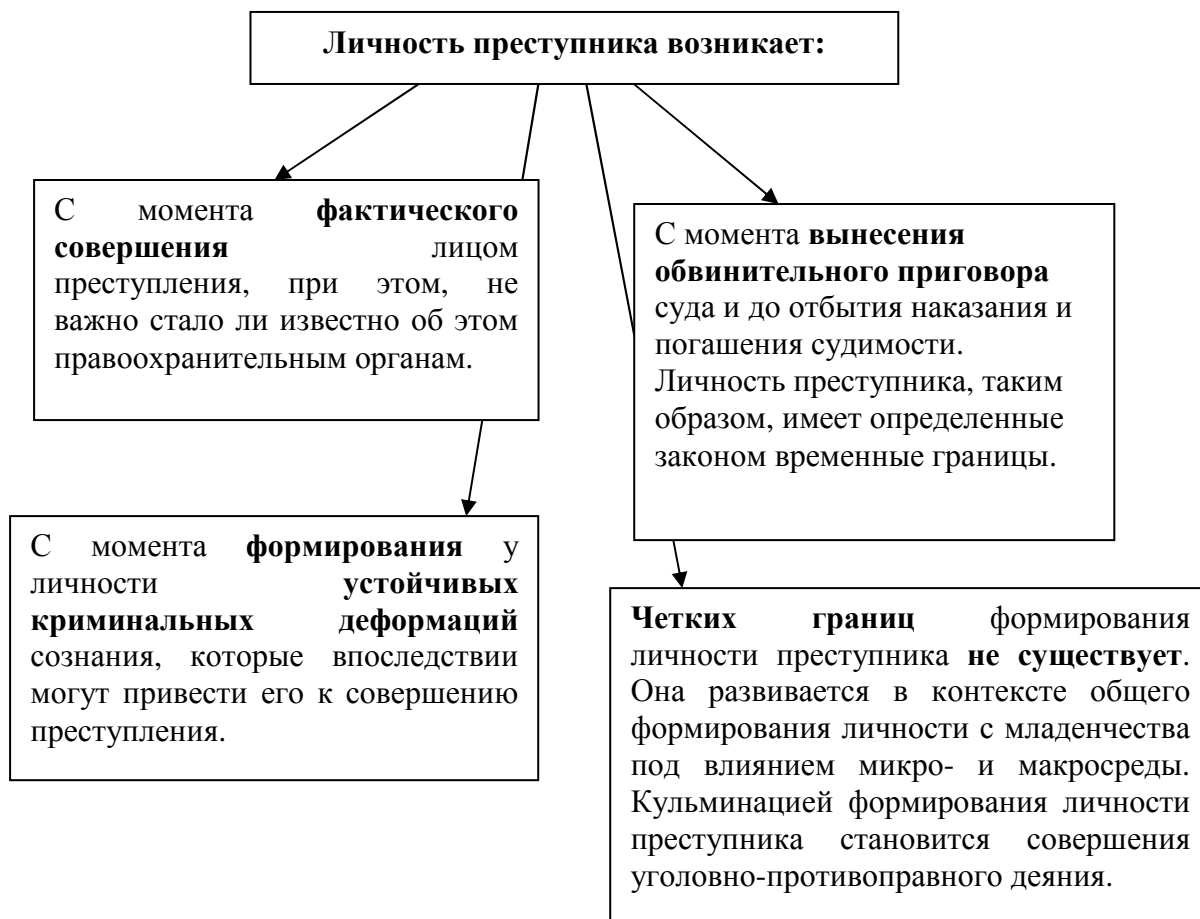 Личность преступника возникает:
С момента фактического
совершения лицом
преступления, при этом, не
важно стало ли известно об этом
правоохранительным органам.
С момента вынесения
обвинительного приговора
суда и до отбытия наказания и
погашения судимости.
Личность преступника, таким
образом, имеет определенные
законом временные границы.
С момента формирования у
личности устойчивых
криминальных деформаций
сознания, которые впоследствии
могут привести его к совершению
преступления.
Четких границ формирования
личности преступника не существует.
Она развивается в контексте общего
формирования личности с младенчества
под влиянием микро- и макросреды.
Кульминацией формирования личности
преступника становится совершения
уголовно-противоправного деяния.